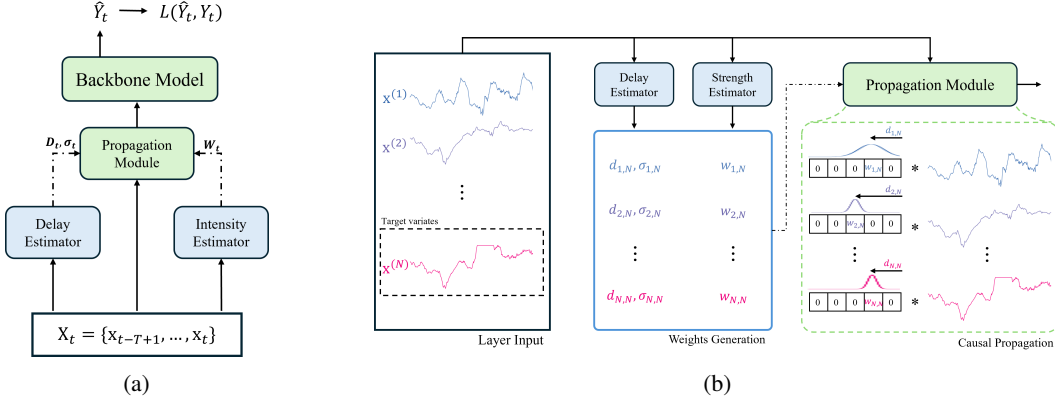 Ŷ_t → L(Ŷ_t, Y_t)
Backbone Model
D_t, σ_t
Propagation
Module
W_t
Delay
Estimator
Intensity
Estimator
X_t = {x_{t−T+1}, ..., x_t}
(a)
Delay
Estimator
Strength
Estimator
Propagation Module
x^(1)
x^(2)
⋮
Target variates
x^(N)
Layer Input
d_{1,N}, σ_{1,N} w_{1,N}
d_{2,N}, σ_{2,N} w_{2,N}
⋮ ⋮
d_{N,N}, σ_{N,N} w_{N,N}
Weights Generation
d_{1,N}
0 0 0 w_{1,N} 0 *
d_{2,N}
0 0 w_{2,N} 0 0 *
⋮ ⋮
d_{N,N}
0 0 0 w_{N,N} 0 *
Causal Propagation
(b)